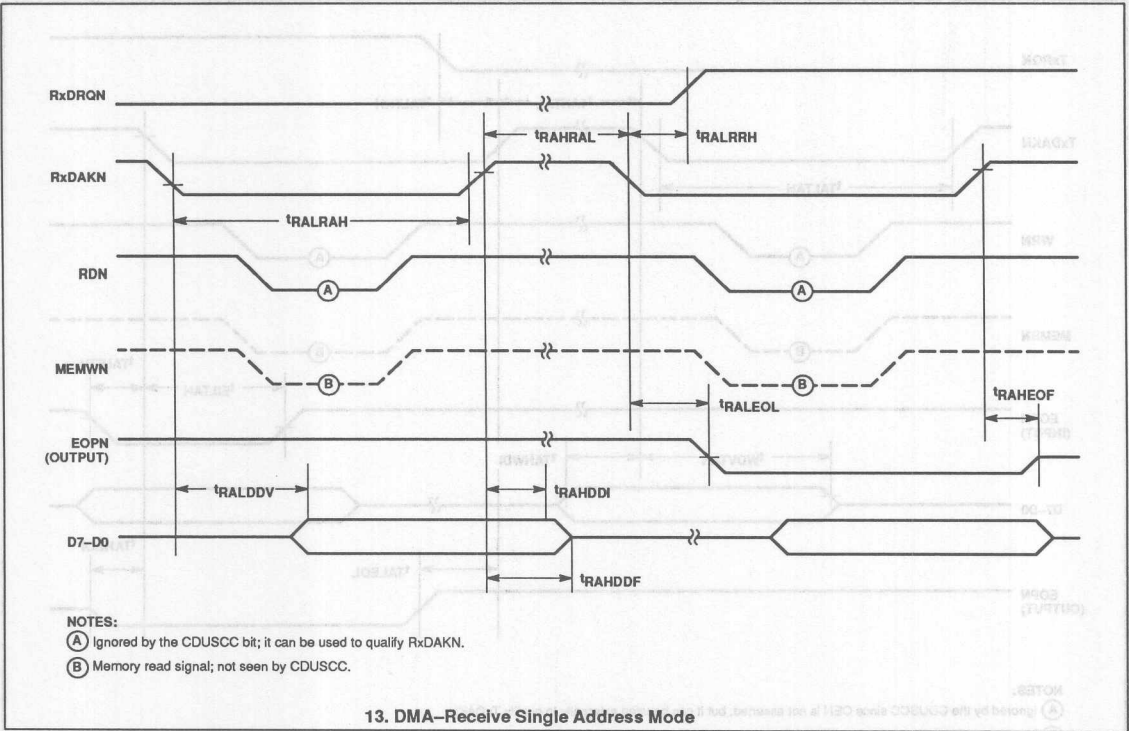 RxDRQN
tRAHRAL
tRALRRH
RxDAKN
tRALRAH
RDN
A
A
MEMWN
B
B
tRALEOL
tRAHEOF
EOPN
(OUTPUT)
tRALDDV
tRAHDDI
D7–D0
tRAHDDF
NOTES:
A Ignored by the CDUSCC bit; it can be used to qualify RxDAKN.
B Memory read signal; not seen by CDUSCC.
13. DMA–Receive Single Address Mode